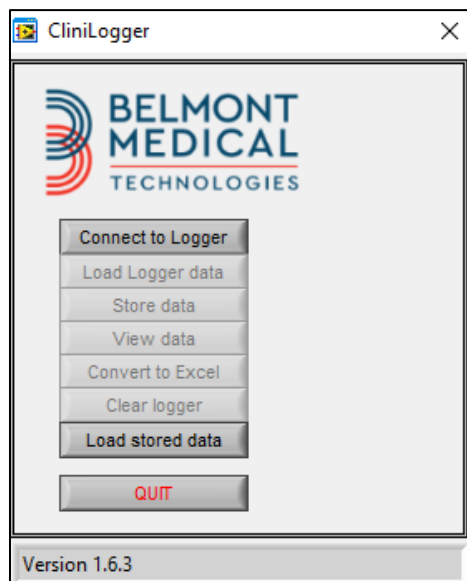 CliniLogger
BELMONT
MEDICAL
TECHNOLOGIES
Connect to Logger
Load Logger data
Store data
View data
Convert to Excel
Clear logger
Load stored data
QUIT
Version 1.6.3